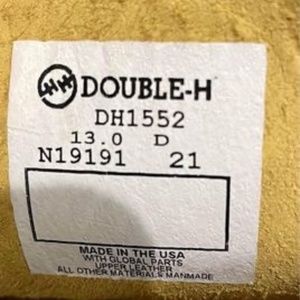 HH DOUBLE-H®
DH1552
13.0 D
N19191 21
MADE IN THE USA
WITH GLOBAL PARTS
UPPER LEATHER
ALL OTHER MATERIALS MANMADE